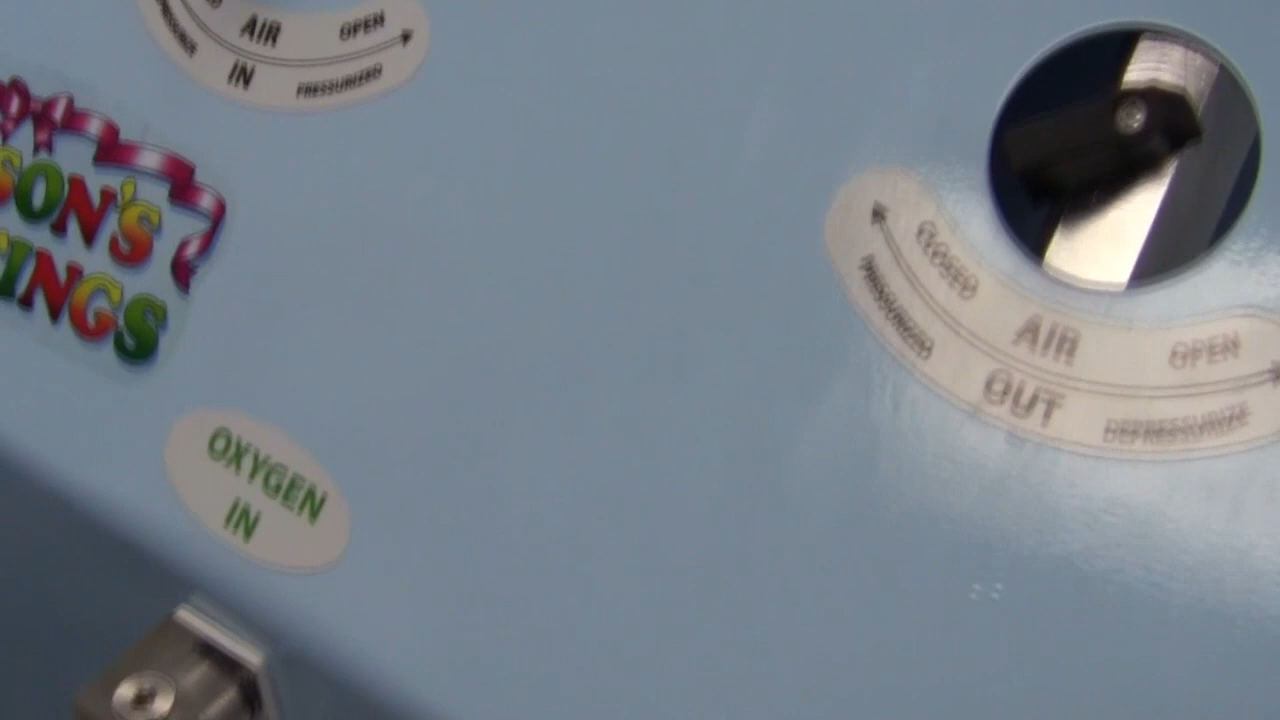 AIR
OPEN
IN
PRESSURIZED
SON'S
INGS
CLOSED
AIR
OPEN
PRESSURIZED
OUT
DEPRESSURIZE
OXYGEN
IN